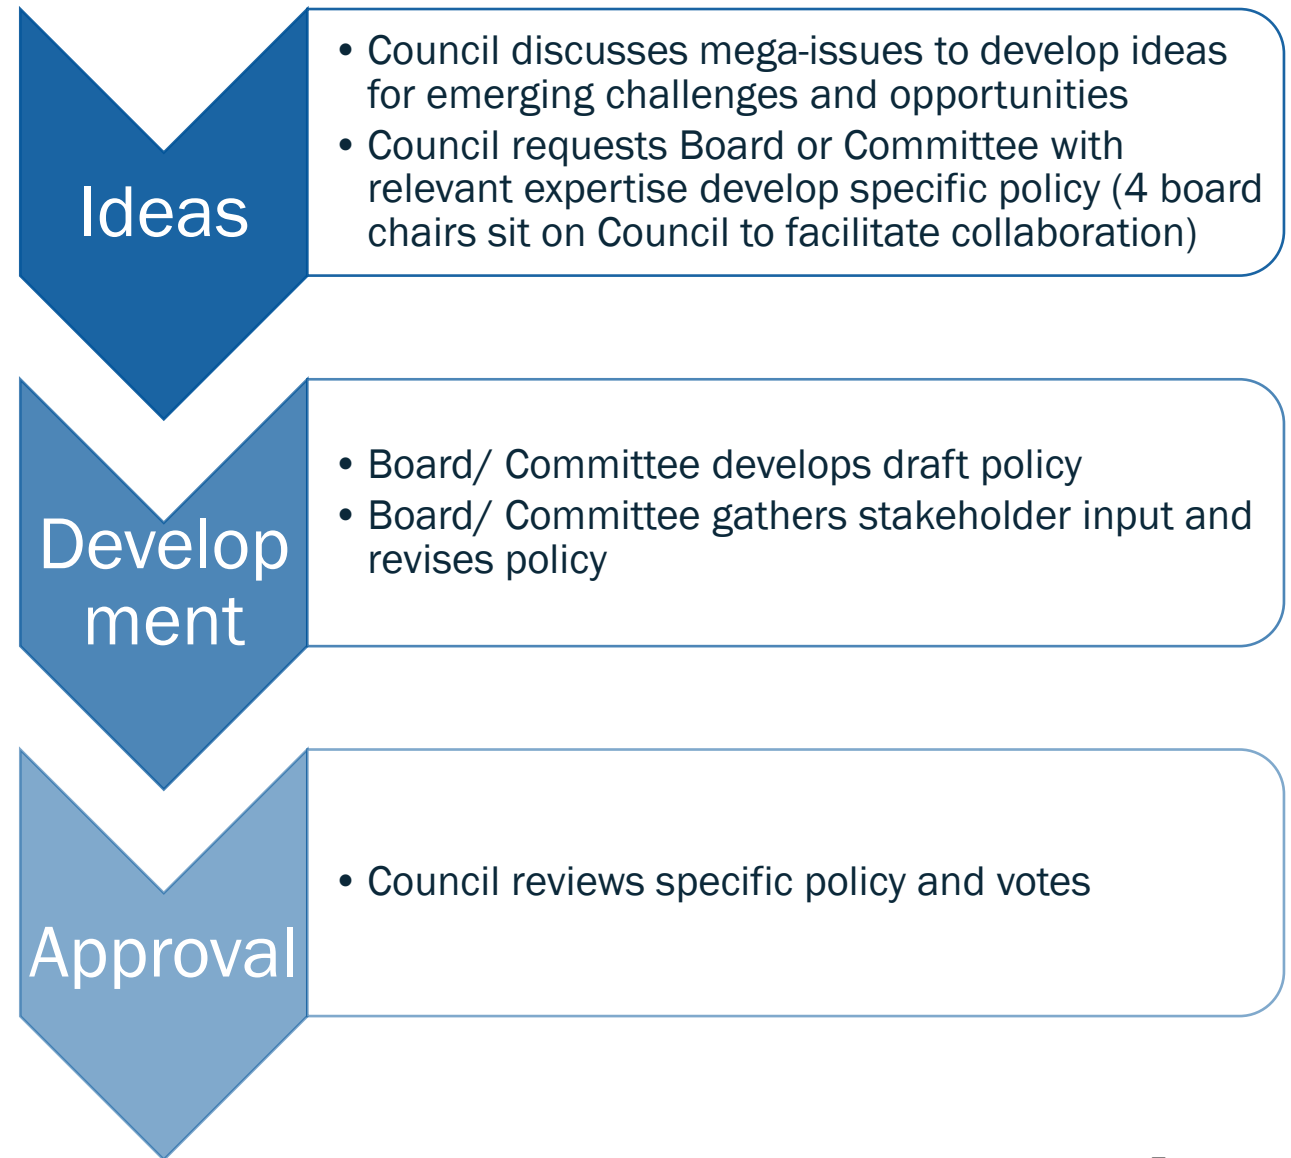 • Council discusses mega-issues to develop ideas
for emerging challenges and opportunities
• Council requests Board or Committee with
relevant expertise develop specific policy (4 board
chairs sit on Council to facilitate collaboration)
Ideas
• Board/ Committee develops draft policy
• Board/ Committee gathers stakeholder input and
revises policy
Develop
ment
• Council reviews specific policy and votes
Approval